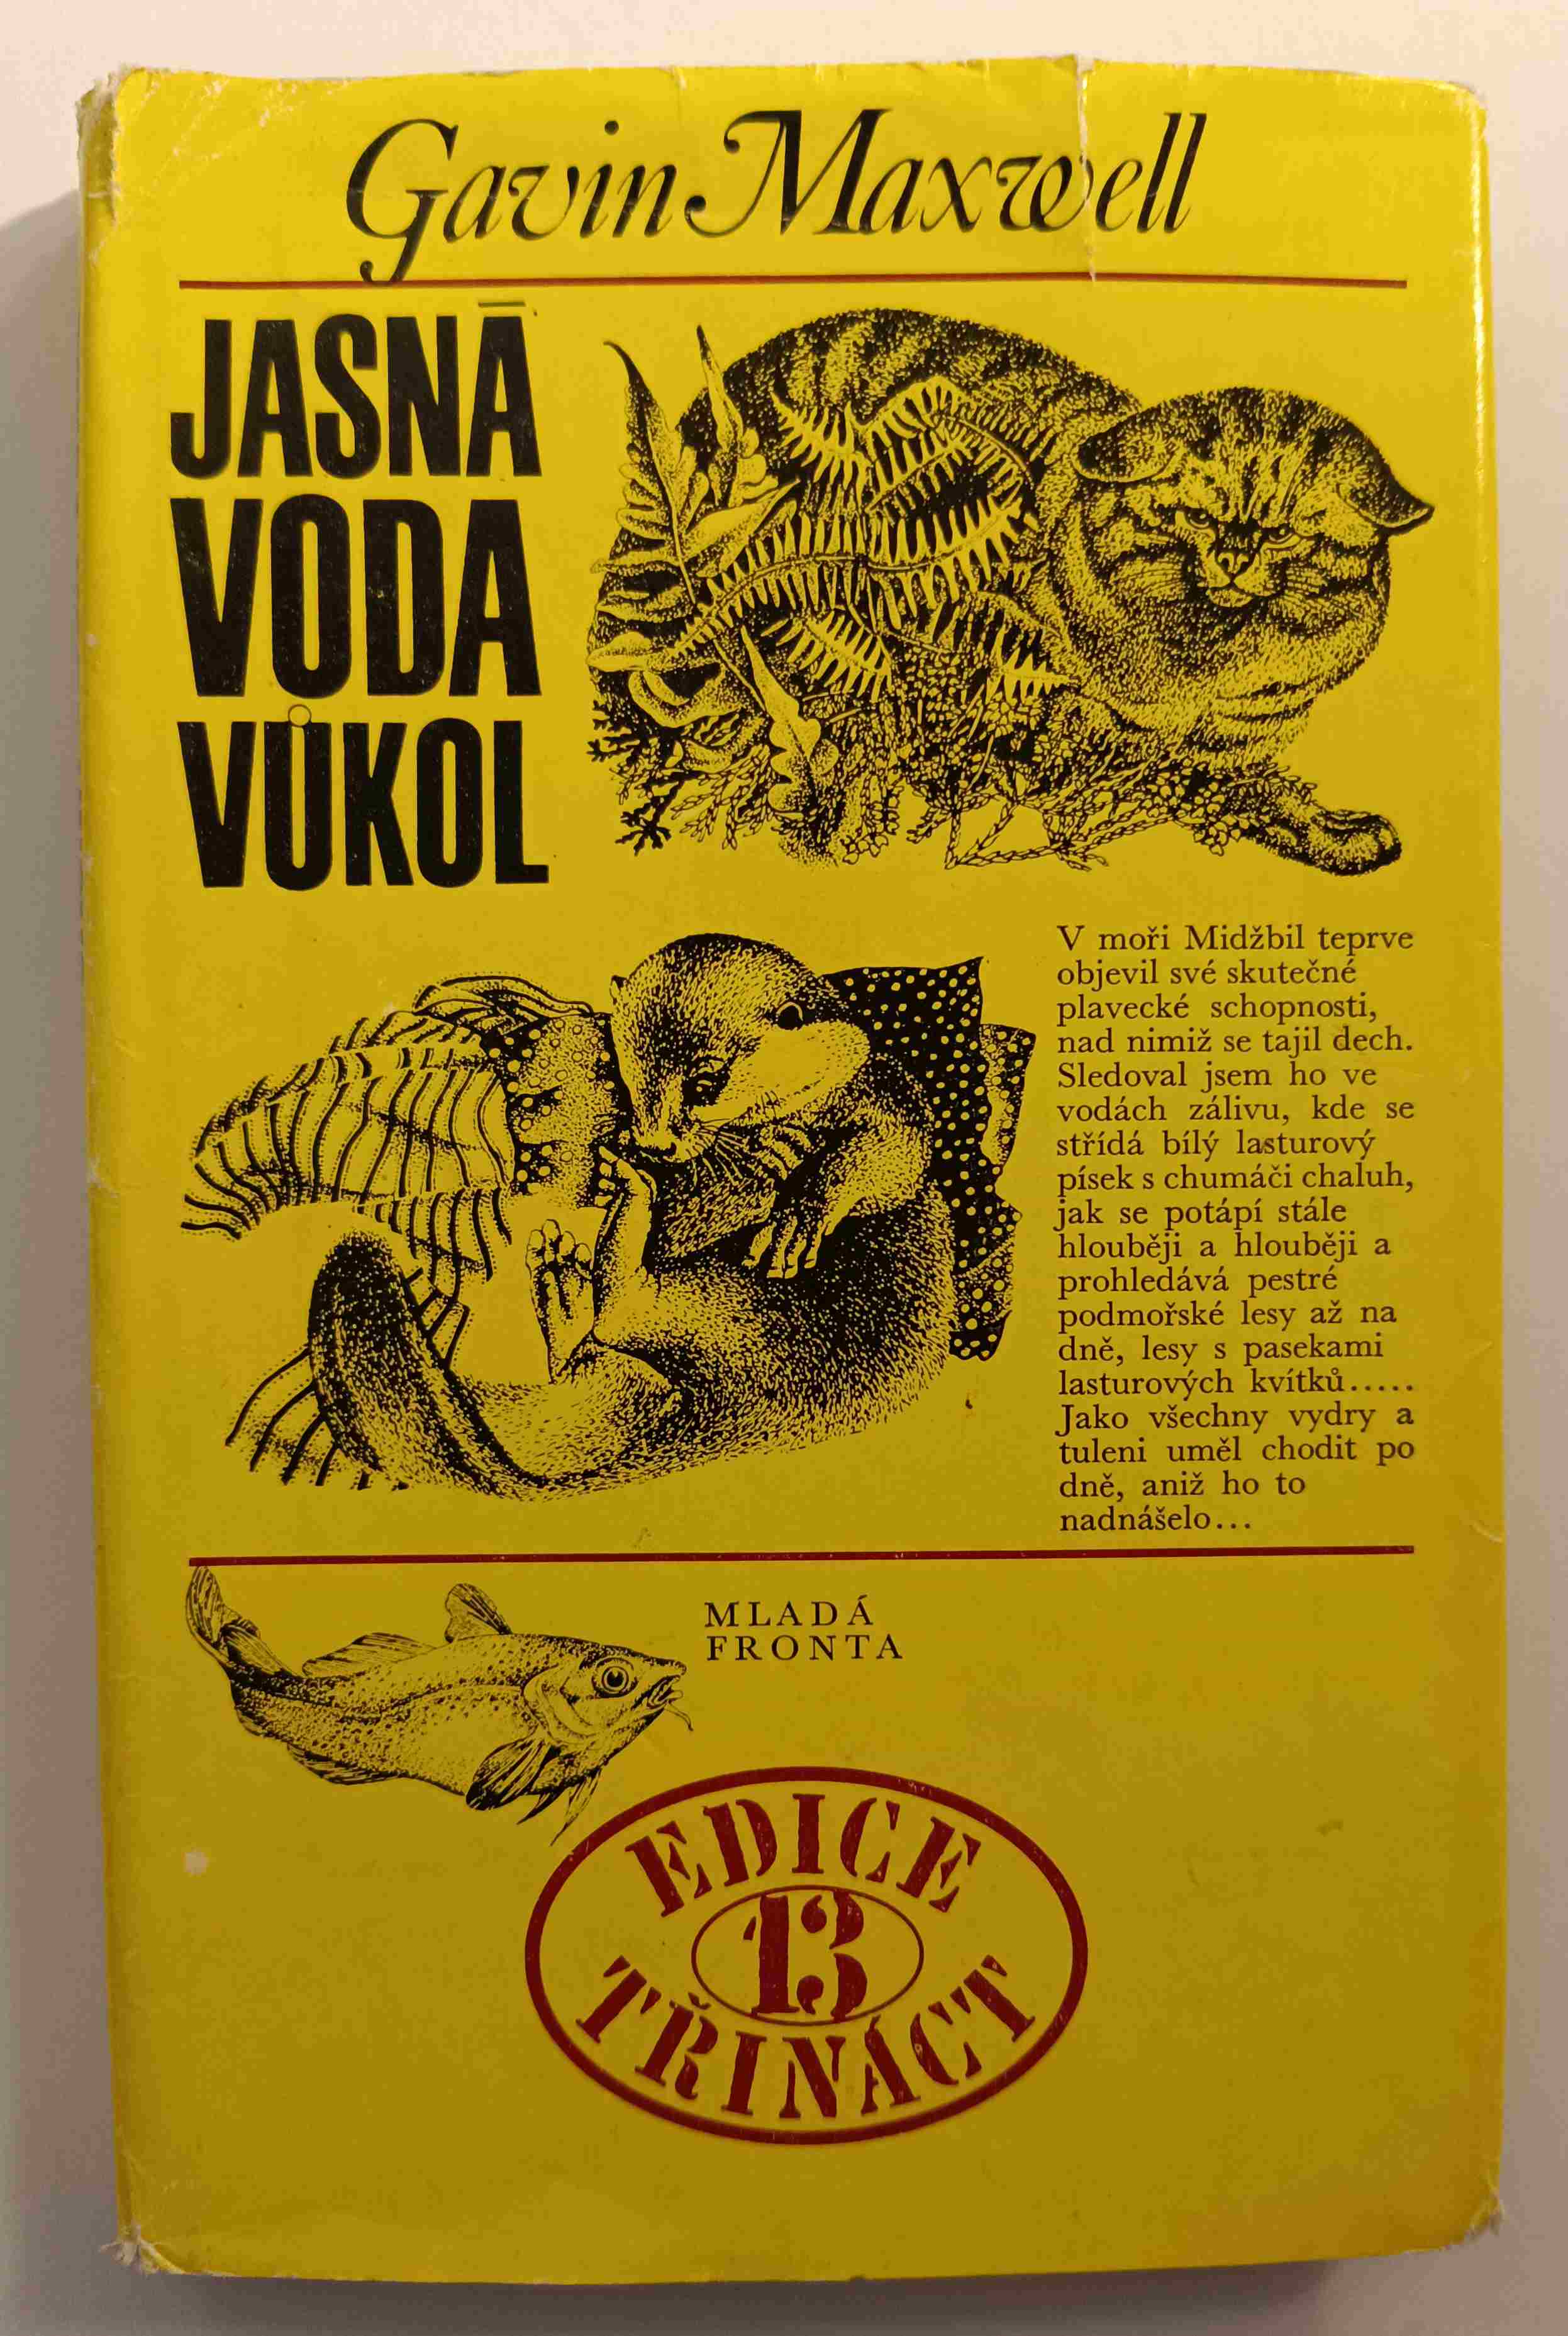 Gavin Maxwell
JASNÁ
VODA
VŮKOL
V moři Midžbil teprve
objevil své skutečné
plavecké schopnosti,
nad nimiž se tajil dech.
Sledoval jsem ho ve
vodách zálivu, kde se
střídá bílý lasturový
písek s chumáči chaluh,
jak se potápí stále
hlouběji a hlouběji a
prohledává pestré
podmořské lesy až na
dně, lesy s pasekami
lasturových kvítků.....
Jako všechny vydry a
tuleni uměl chodit po
dně, aniž ho to
nadnášelo...
MLADÁ
FRONTA
EDICE
13
TŘINÁCT